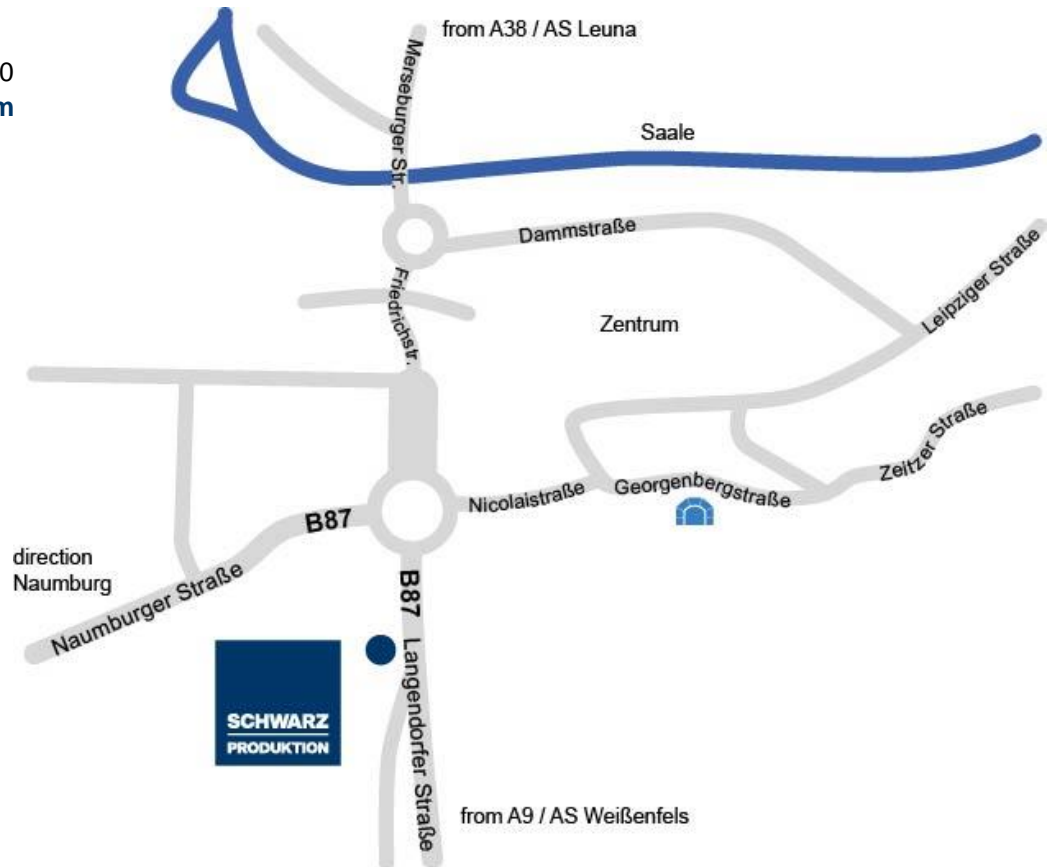 from A38 / AS Leuna
0
m
Merseburger Str.
Saale
Dammstraße
Leipziger Straße
Friedrichstr.
Zentrum
Zeitzer Straße
Georgenbergstraße
Nicolaistraße
B87
direction
Naumburg
Naumburger Straße
B87
Langendorfer Straße
SCHWARZ
PRODUKTION
from A9 / AS Weißenfels